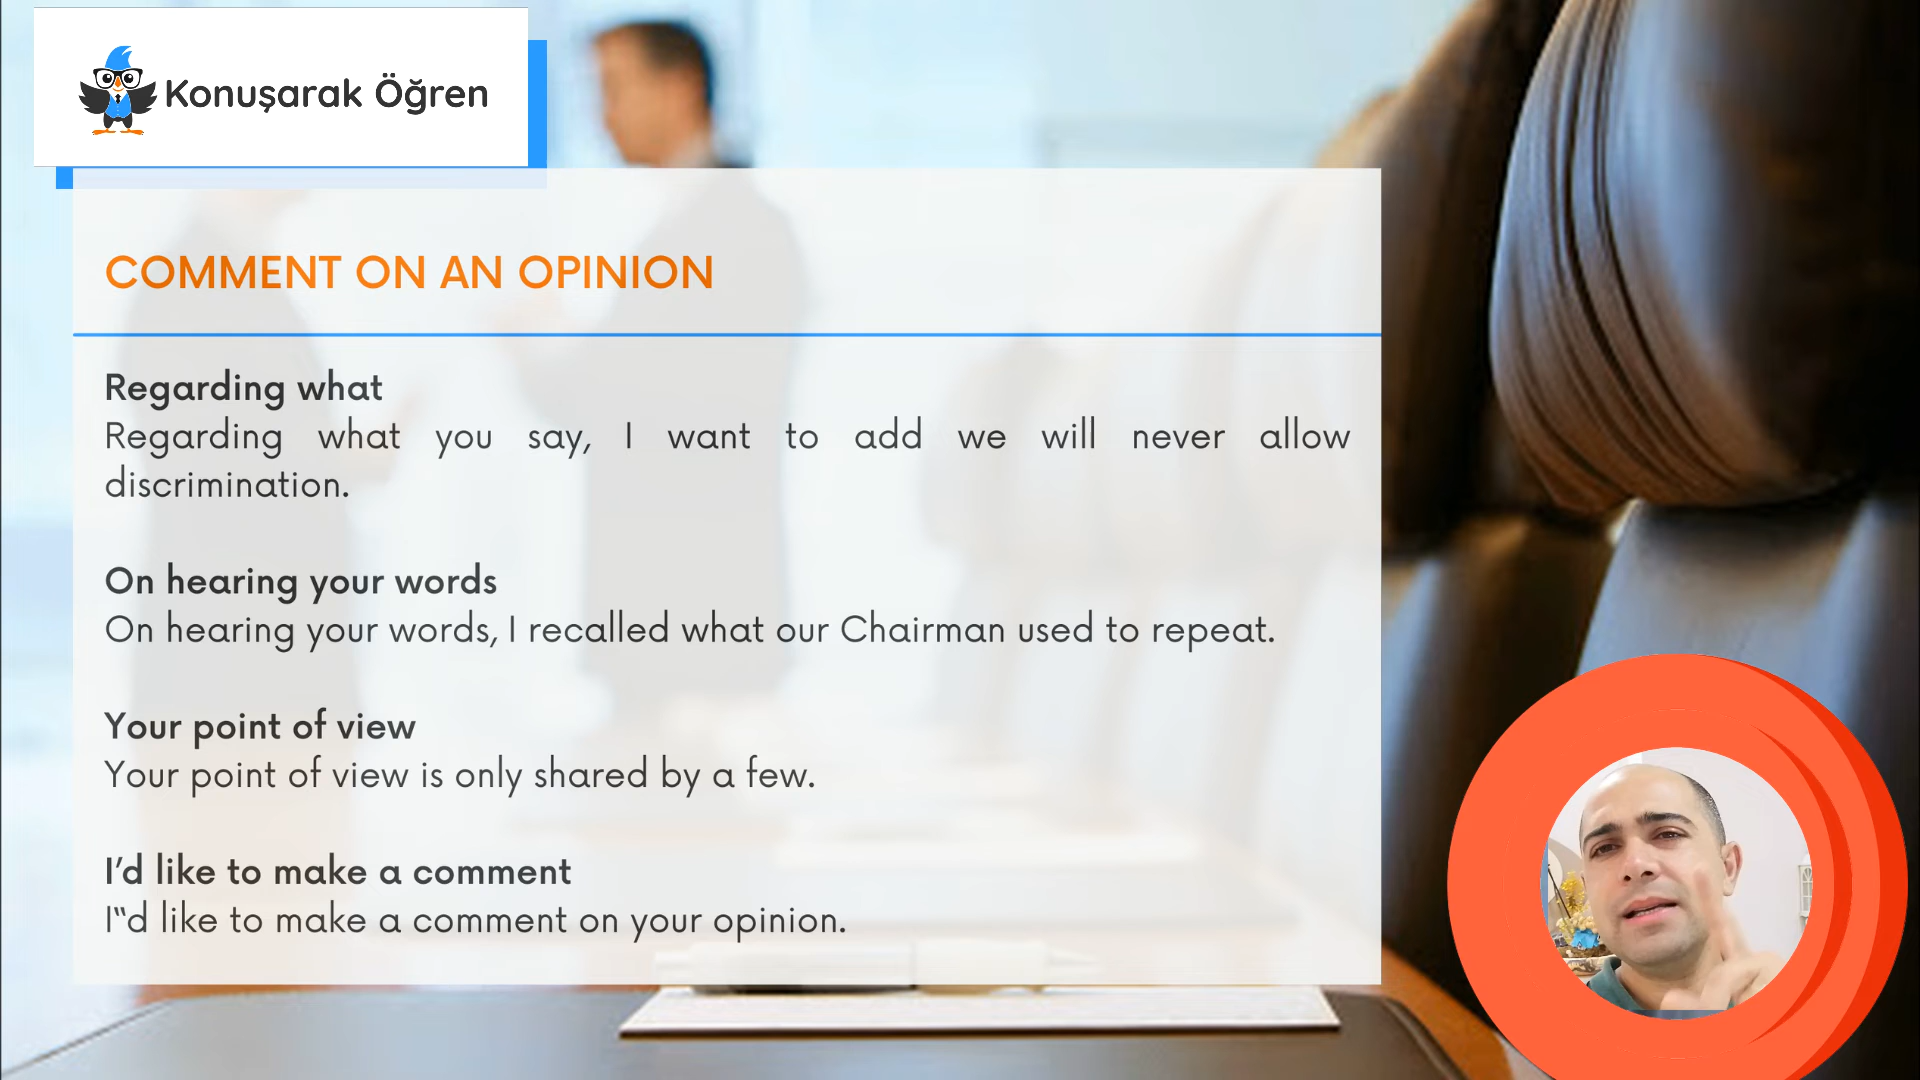 Konuşarak Öğren
COMMENT ON AN OPINION
Regarding what
Regarding what you say, I want to add we will never allow
discrimination.
On hearing your words
On hearing your words, I recalled what our Chairman used to repeat.
Your point of view
Your point of view is only shared by a few.
I’d like to make a comment
I‟d like to make a comment on your opinion.